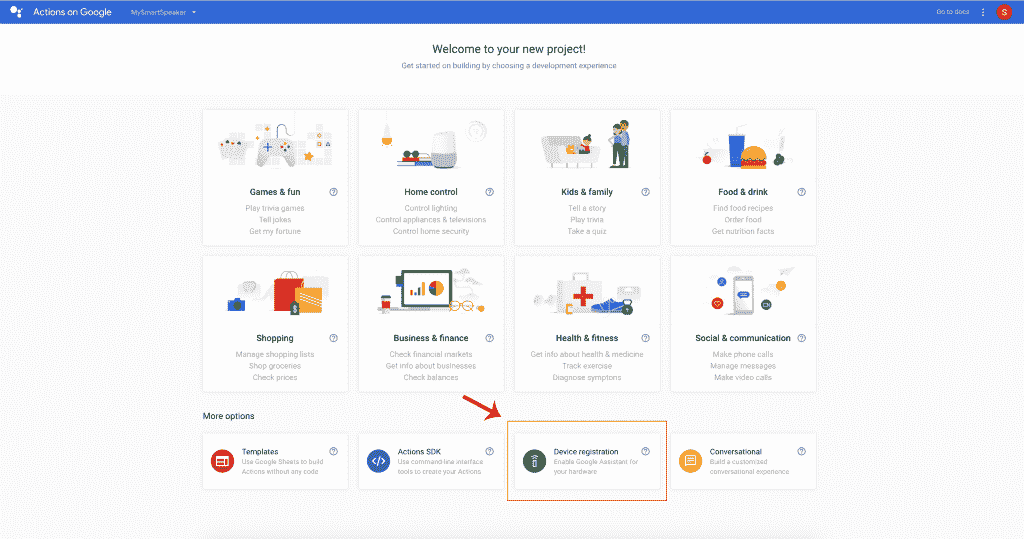 Actions on Google
MySmartSpeaker
Go to docs
S
Welcome to your new project!
Get started on building by choosing a development experience
Games & fun
Play trivia games
Tell jokes
Get my fortune
Home control
Control lighting
Control appliances & televisions
Control home security
Kids & family
Tell a story
Play trivia
Take a quiz
Food & drink
Find food recipes
Order food
Get nutrition facts
Shopping
Manage shopping lists
Shop groceries
Check prices
Business & finance
Check financial markets
Get info about businesses
Check balances
Health & fitness
Get info about health & medicine
Track exercise
Diagnose symptoms
Social & communication
Make phone calls
Manage messages
Make video calls
More options
Templates
Use Google Sheets to build
Actions without any code
Actions SDK
Use command-line interface
tools to create your Actions
Device registration
Enable Google Assistant for
your hardware
Conversational
Build a customized
conversational experience